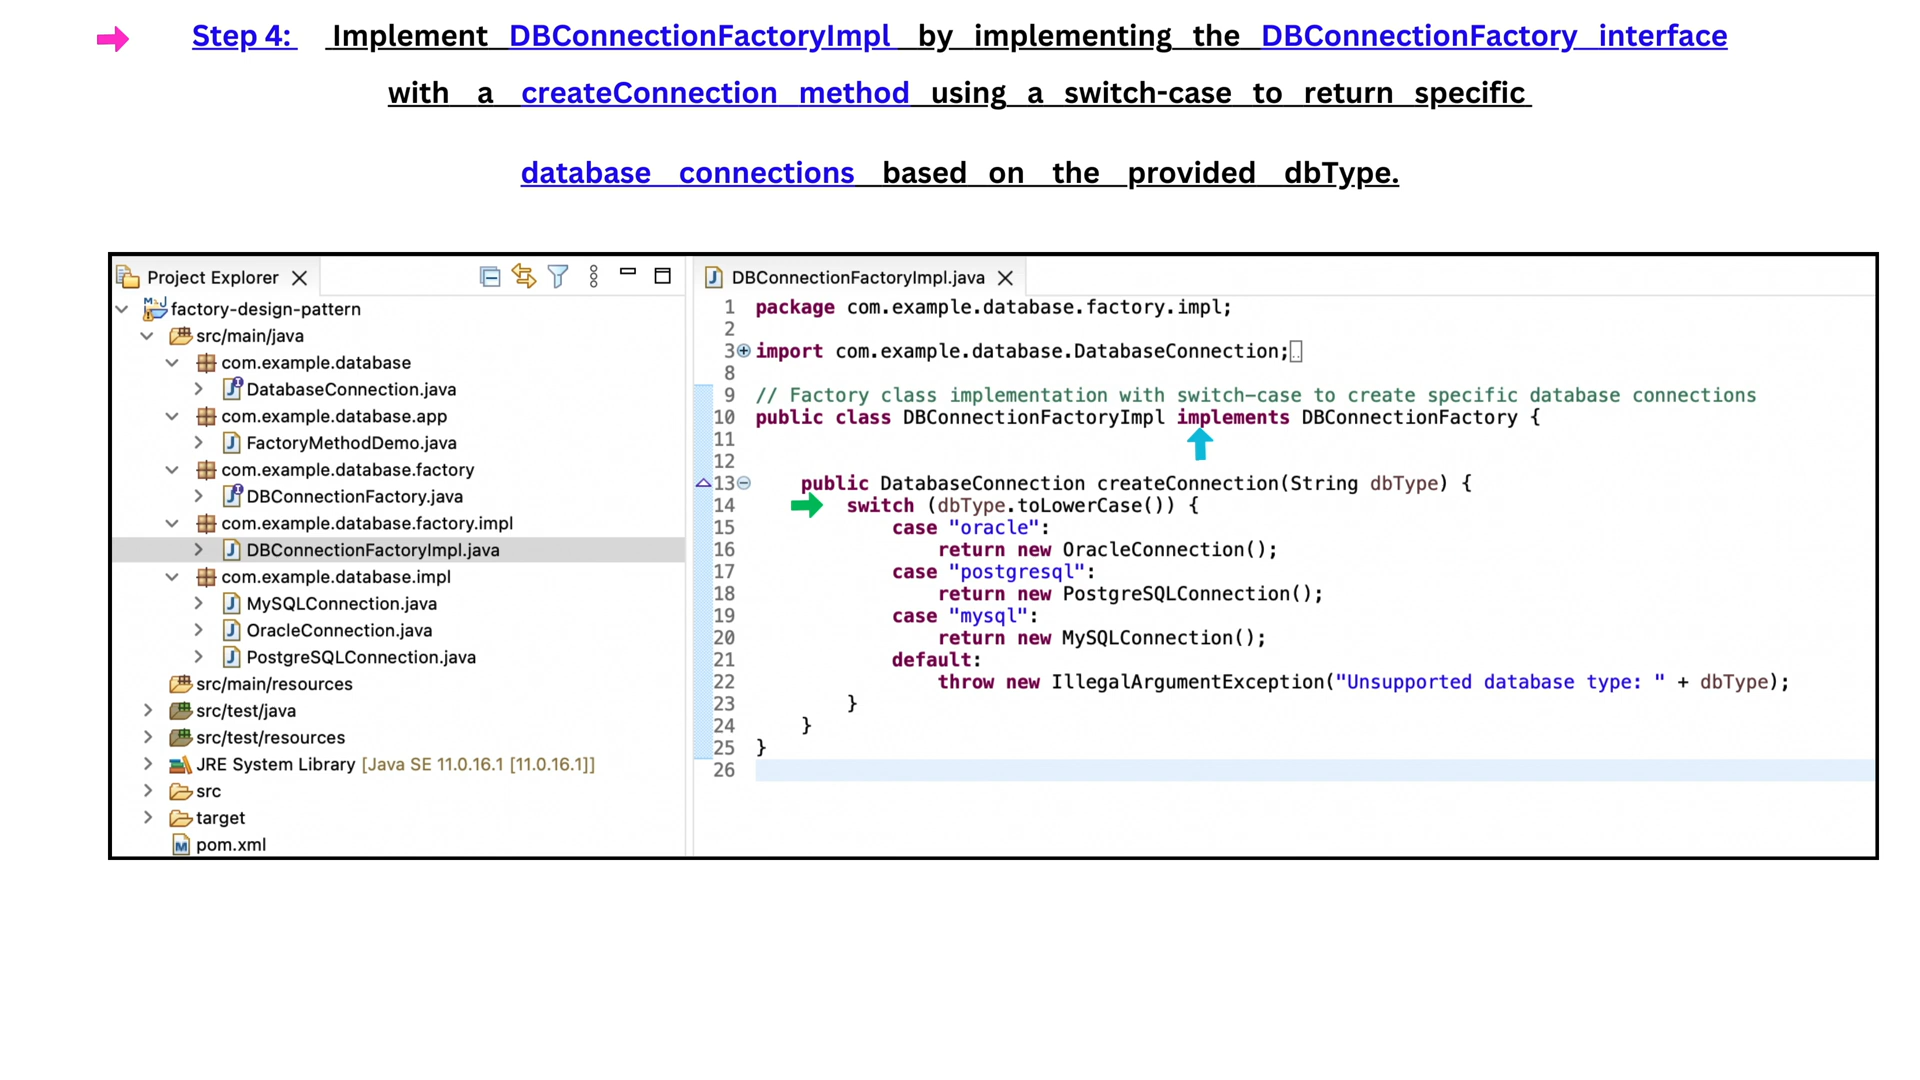 Step 4: Implement DBConnectionFactoryImpl by implementing the DBConnectionFactory interface
with a createConnection method using a switch-case to return specific
database connections based on the provided dbType.
Project Explorer
factory-design-pattern
src/main/java
com.example.database
DatabaseConnection.java
com.example.database.app
FactoryMethodDemo.java
com.example.database.factory
DBConnectionFactory.java
com.example.database.factory.impl
DBConnectionFactoryImpl.java
com.example.database.impl
MySQLConnection.java
OracleConnection.java
PostgreSQLConnection.java
src/main/resources
src/test/java
src/test/resources
JRE System Library [Java SE 11.0.16.1 [11.0.16.1]]
src
target
pom.xml
DBConnectionFactoryImpl.java
1 package com.example.database.factory.impl;
2
3 import com.example.database.DatabaseConnection;
8
9 // Factory class implementation with switch-case to create specific database connections
10 public class DBConnectionFactoryImpl implements DBConnectionFactory {
11
12
13 public DatabaseConnection createConnection(String dbType) {
14 switch (dbType.toLowerCase()) {
15 case "oracle":
16 return new OracleConnection();
17 case "postgresql":
18 return new PostgreSQLConnection();
19 case "mysql":
20 return new MySQLConnection();
21 default:
22 throw new IllegalArgumentException("Unsupported database type: " + dbType);
23 }
24 }
25 }
26